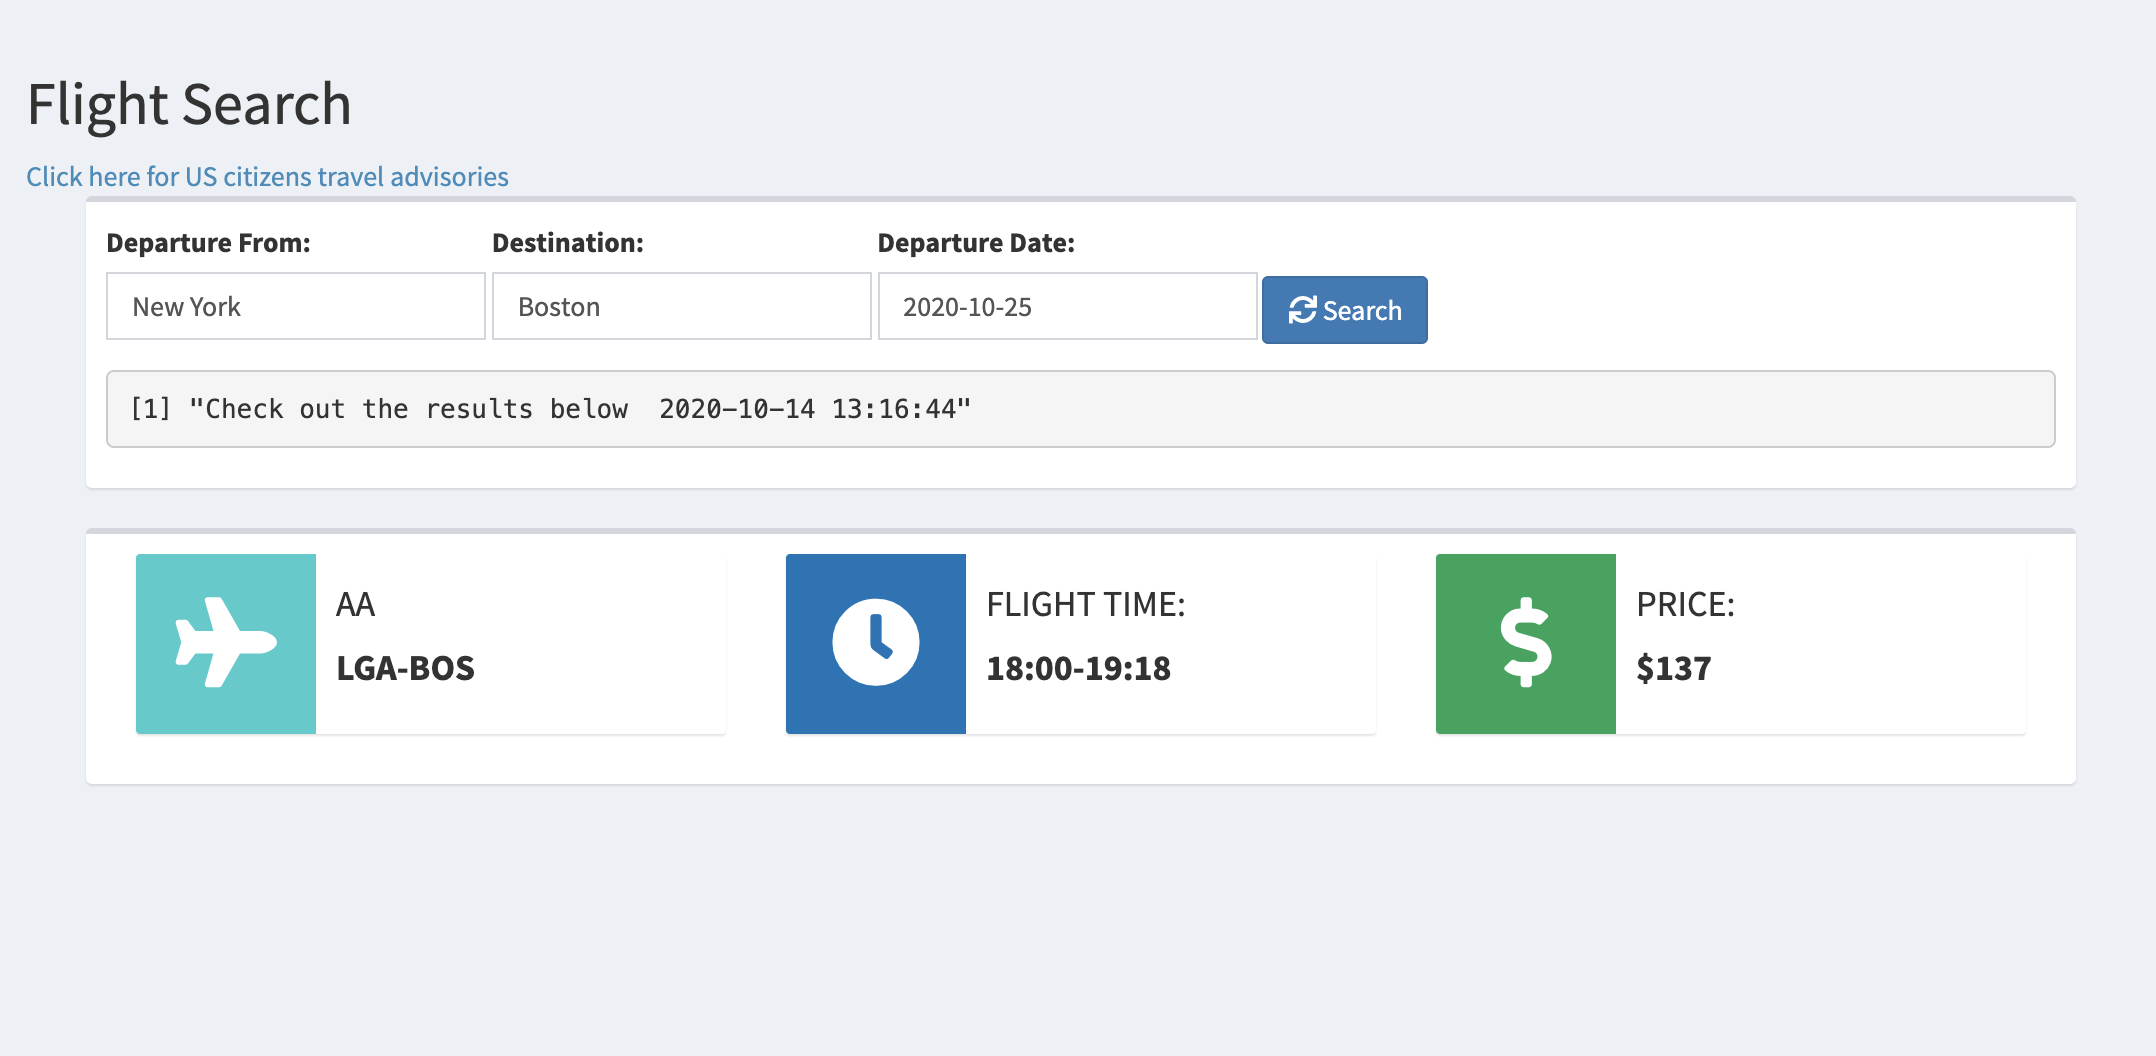 Flight Search
Click here for US citizens travel advisories
Departure From: Destination: Departure Date:
New York Boston 2020-10-25 Search
[1] "Check out the results below  2020-10-14 13:16:44"
AA
LGA-BOS
FLIGHT TIME:
18:00-19:18
PRICE:
$137